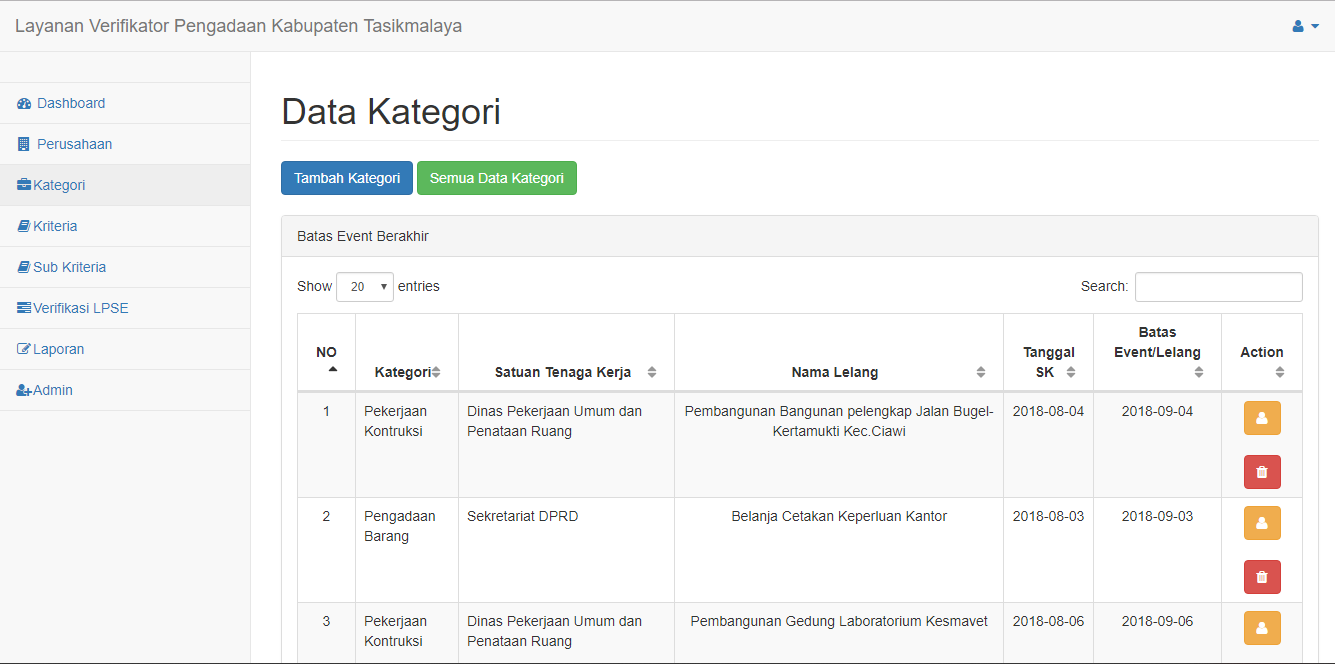 Layanan Verifikator Pengadaan Kabupaten Tasikmalaya
Dashboard
Perusahaan
Kategori
Kriteria
Sub Kriteria
Verifikasi LPSE
Laporan
Admin
Data Kategori
Tambah Kategori
Semua Data Kategori
Batas Event Berakhir
Show 20 entries
Search:
NO
Kategori
Satuan Tenaga Kerja
Nama Lelang
Tanggal
SK
Batas
Event/Lelang
Action
1
Pekerjaan
Kontruksi
Dinas Pekerjaan Umum dan
Penataan Ruang
Pembangunan Bangunan pelengkap Jalan Bugel-
Kertamukti Kec.Ciawi
2018-08-04
2018-09-04
2
Pengadaan
Barang
Sekretariat DPRD
Belanja Cetakan Keperluan Kantor
2018-08-03
2018-09-03
3
Pekerjaan
Kontruksi
Dinas Pekerjaan Umum dan
Penataan Ruang
Pembangunan Gedung Laboratorium Kesmavet
2018-08-06
2018-09-06